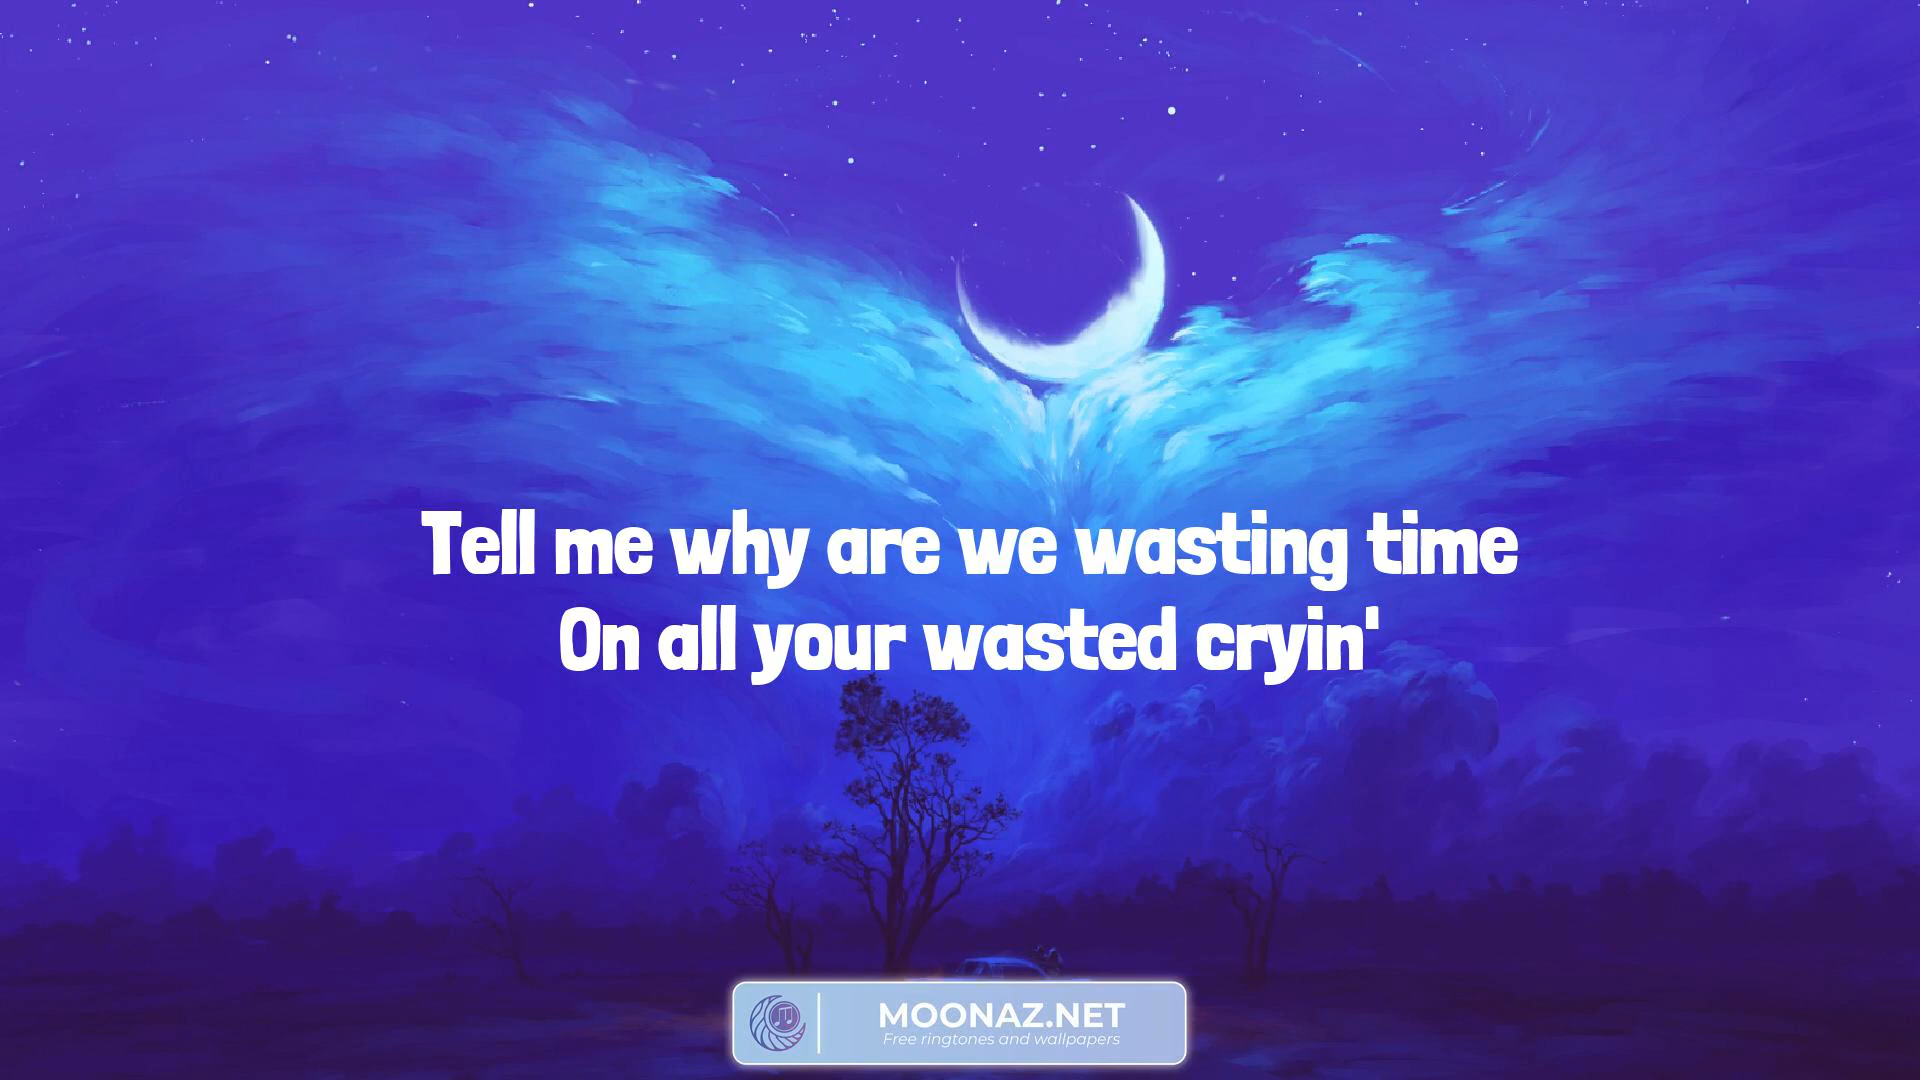 Tell me why are we wasting time
On all your wasted cryin'
MOONAZ.NET
Free ringtones and wallpapers